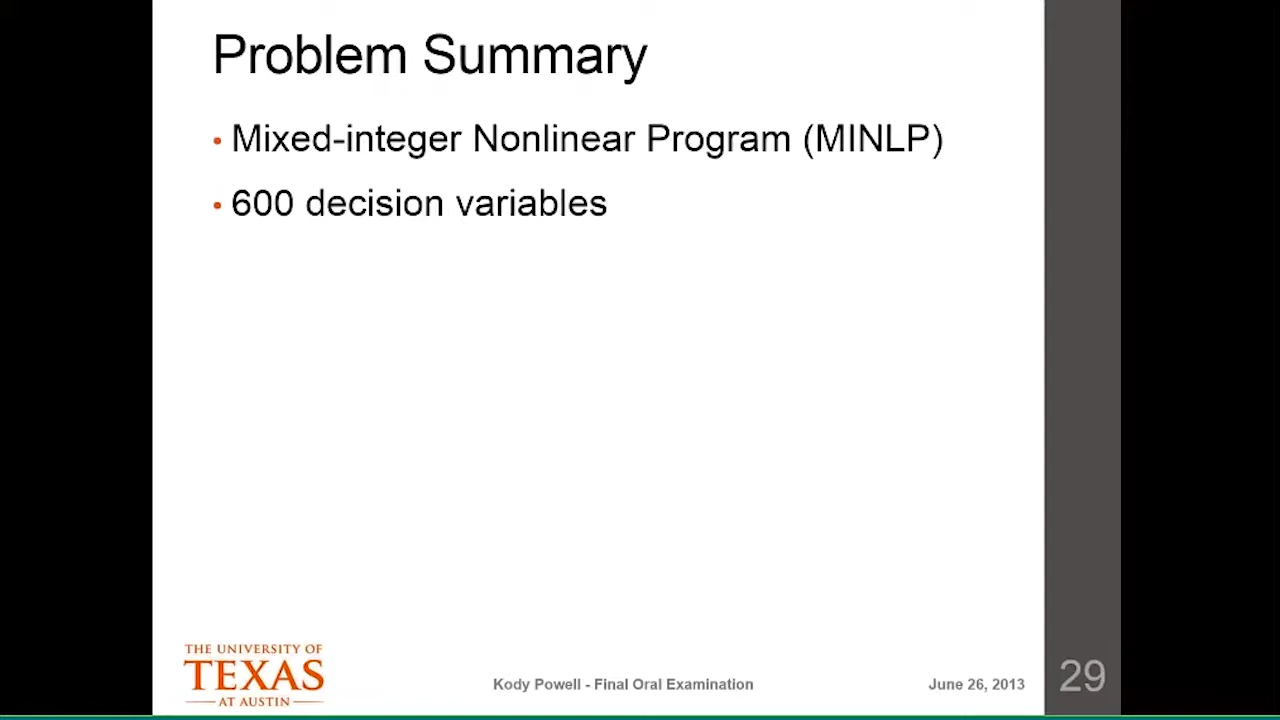 Problem Summary
• Mixed-integer Nonlinear Program (MINLP)
• 600 decision variables
THE UNIVERSITY OF
TEXAS
AT AUSTIN
Kody Powell - Final Oral Examination
June 26, 2013
29